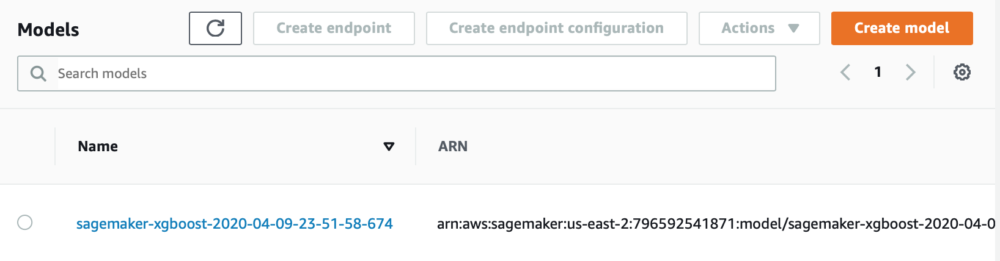 Models
Create endpoint
Create endpoint configuration
Actions
Create model
Search models
1
Name
ARN
sagemaker-xgboost-2020-04-09-23-51-58-674
arn:aws:sagemaker:us-east-2:796592541871:model/sagemaker-xgboost-2020-04-0